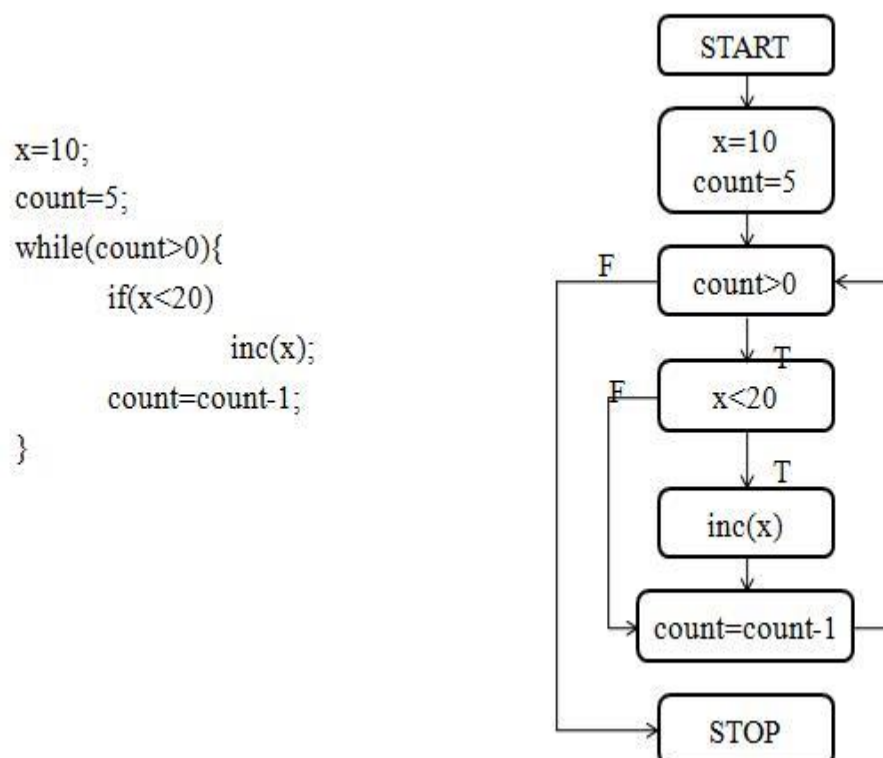 x=10;
count=5;
while(count>0){
if(x<20)
inc(x);
count=count-1;
}
START
x=10
count=5
F
count>0
T
F
x<20
T
inc(x)
count=count-1
STOP